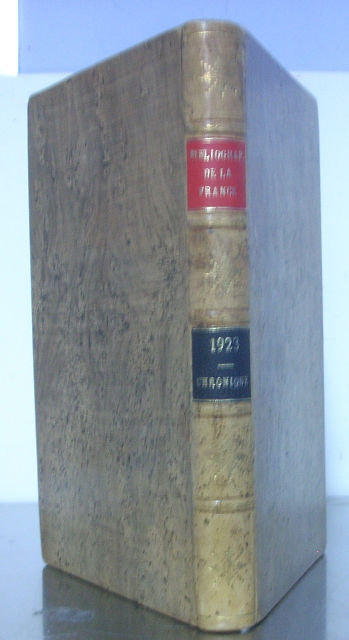 DE LA
FRANCE
1923
CHRONIQUE